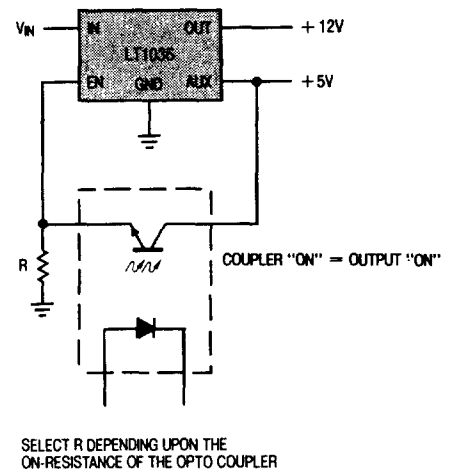 VIN
IN
OUT
+ 12V
LT1036
EN
GND
AUX
+ 5V
R
COUPLER "ON" = OUTPUT "ON"
SELECT R DEPENDING UPON THE
ON-RESISTANCE OF THE OPTO COUPLER